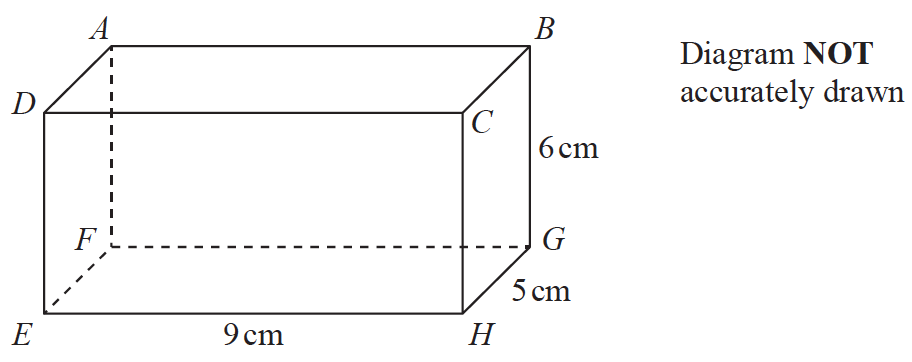 A
B
Diagram NOT
accurately drawn
D
C
6 cm
F
G
5 cm
E
9 cm
H